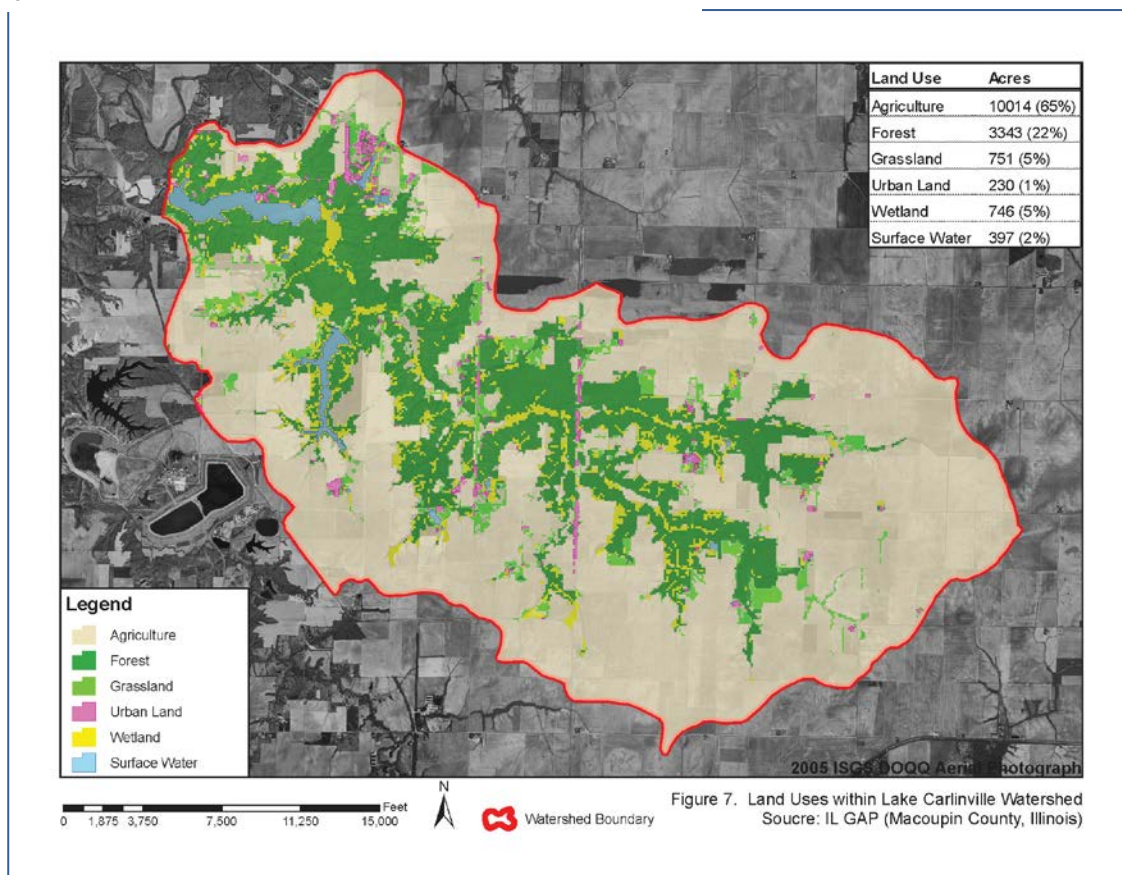 Land Use Acres
Agriculture 10014 (65%)
Forest 3343 (22%)
Grassland 751 (5%)
Urban Land 230 (1%)
Wetland 746 (5%)
Surface Water 397 (2%)
Legend
Agriculture
Forest
Grassland
Urban Land
Wetland
Surface Water
2005 ISGS DOQQ Aerial Photograph
Feet
0 1,875 3,750 7,500 11,250 15,000
N
Watershed Boundary
Figure 7. Land Uses within Lake Carlinville Watershed
Soucre: IL GAP (Macoupin County, Illinois)